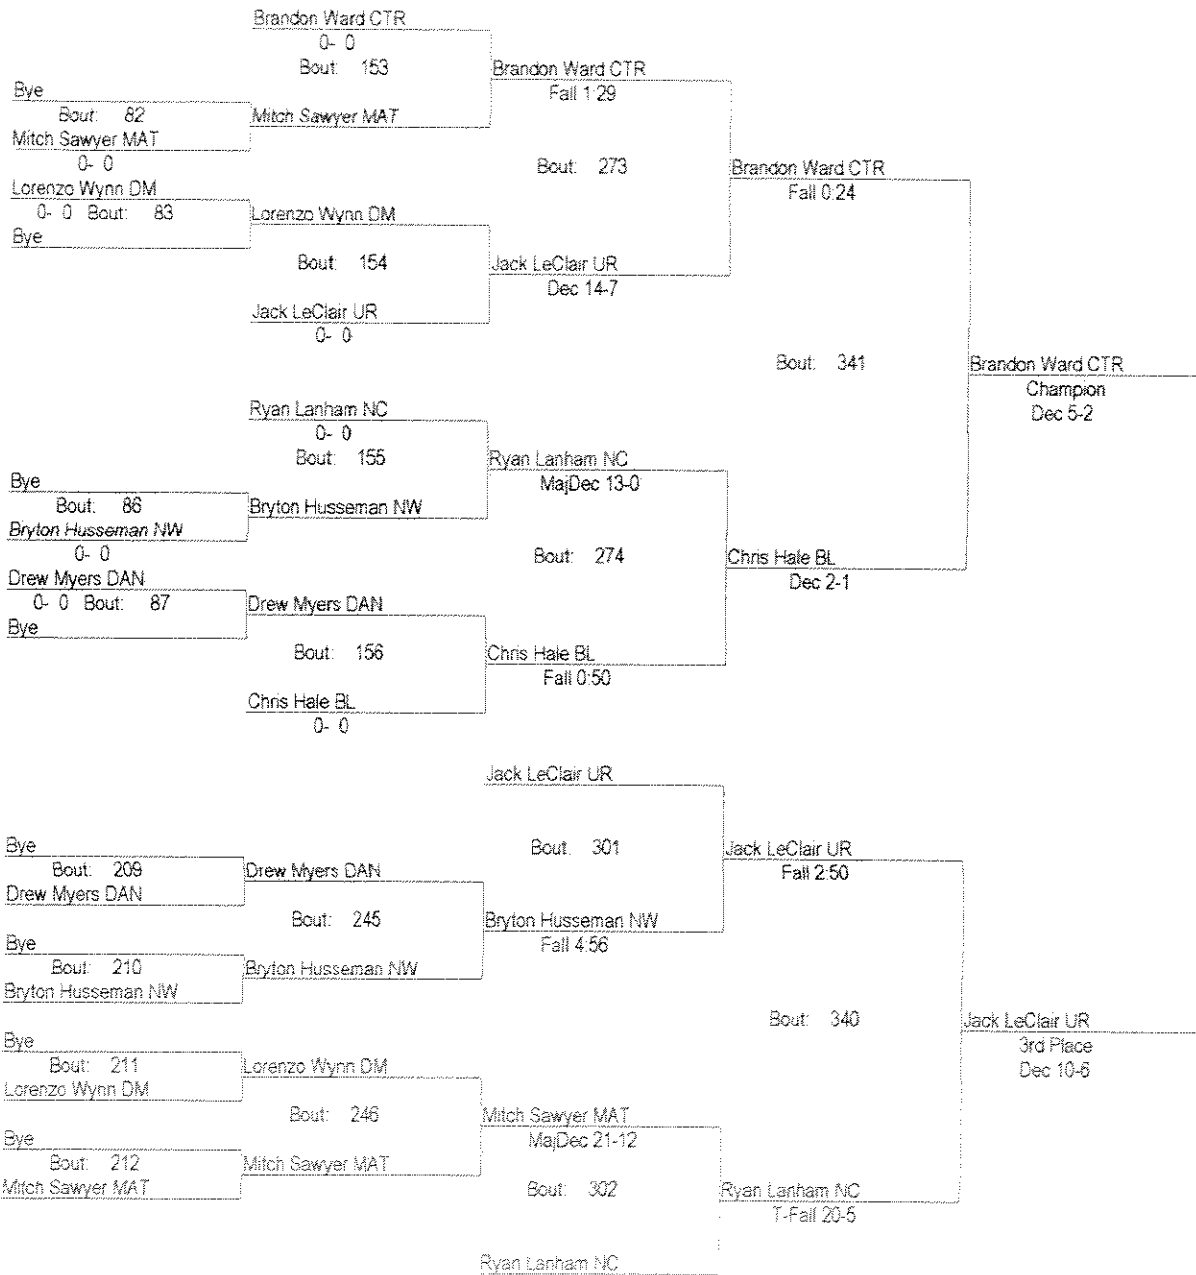 Brandon Ward CTR
0- 0
Bout: 153
Brandon Ward CTR
Fall 1:29
Bye
Bout: 82
Mitch Sawyer MAT
Mitch Sawyer MAT
0- 0
Bout: 273
Brandon Ward CTR
Fall 0:24
Lorenzo Wynn DM
0- 0 Bout: 83
Lorenzo Wynn DM
Bye
Bout: 154
Jack LeClair UR
Dec 14-7
Jack LeClair UR
0- 0
Bout: 341
Brandon Ward CTR
Champion
Dec 5-2
Ryan Lanham NC
0- 0
Bout: 155
Ryan Lanham NC
MajDec 13-0
Bye
Bout: 86
Bryton Husseman NW
Bryton Husseman NW
0- 0
Bout: 274
Chris Hale BL
Dec 2-1
Drew Myers DAN
0- 0 Bout: 87
Drew Myers DAN
Bye
Bout: 156
Chris Hale BL
Fall 0:50
Chris Hale BL
0- 0
Jack LeClair UR
Bout: 301
Jack LeClair UR
Fall 2:50
Bye
Bout: 209
Drew Myers DAN
Drew Myers DAN
Bout: 245
Bryton Husseman NW
Fall 4:56
Bye
Bout: 210
Bryton Husseman NW
Bryton Husseman NW
Bout: 340
Jack LeClair UR
3rd Place
Dec 10-6
Bye
Bout: 211
Lorenzo Wynn DM
Lorenzo Wynn DM
Bout: 246
Mitch Sawyer MAT
MajDec 21-12
Bye
Bout: 212
Mitch Sawyer MAT
Mitch Sawyer MAT
Bout: 302
Ryan Lanham NC
T-Fall 20-5
Ryan Lanham NC